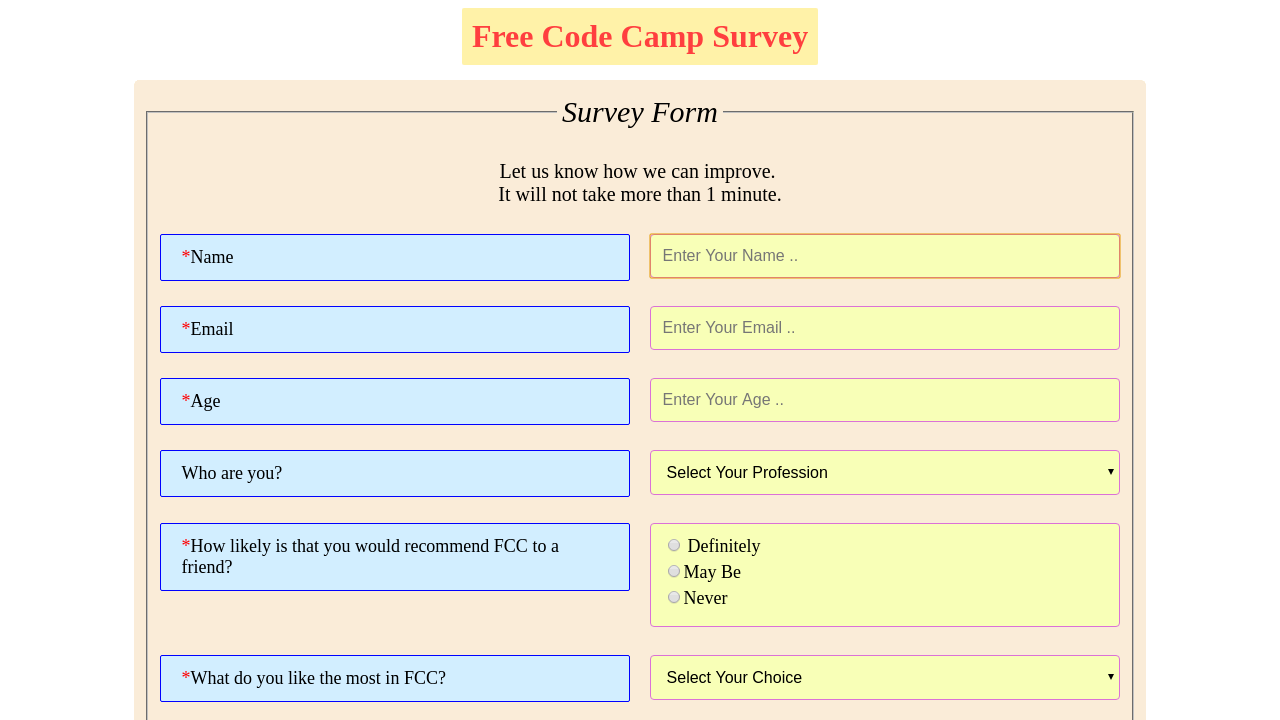 Free Code Camp Survey
Survey Form
Let us know how we can improve.
It will not take more than 1 minute.
*Name
Enter Your Name ..
*Email
Enter Your Email ..
*Age
Enter Your Age ..
Who are you?
Select Your Profession
*How likely is that you would recommend FCC to a
friend?
Definitely
May Be
Never
*What do you like the most in FCC?
Select Your Choice